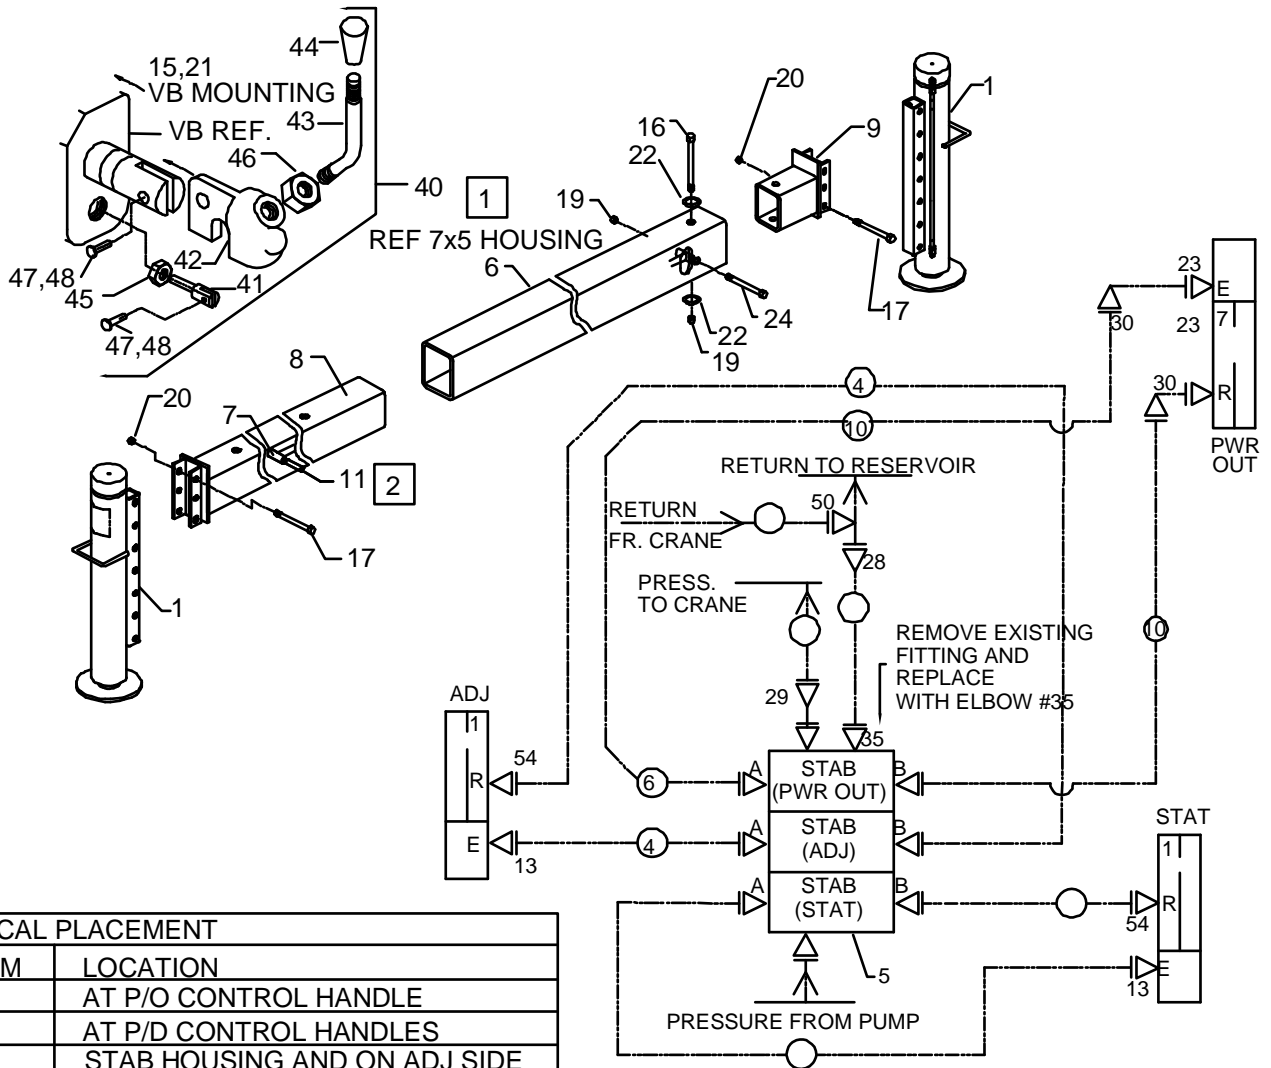 44
15,21
VB MOUNTING
43
VB REF.
46
40
1
REF 7x5 HOUSING
47,48
45
42
41
47,48
16
22
19
6
24
22
19
20
9
1
17
8
20
7
11
2
17
1
23
E
30
23
7
30
R
PWR
OUT
4
10
RETURN TO RESERVOIR
50
RETURN
FR. CRANE
28
PRESS.
TO CRANE
REMOVE EXISTING
FITTING AND
REPLACE
WITH ELBOW #35
10
29
35
ADJ
1
54
R
E
13
6
4
A
STAB
(PWR OUT)
B
A
STAB
(ADJ)
B
A
STAB
(STAT)
B
5
PRESSURE FROM PUMP
STAT
1
R
54
E
13
CAL PLACEMENT
M
LOCATION
AT P/O CONTROL HANDLE
AT P/D CONTROL HANDLES
STAB HOUSING AND ON ADJ SIDE